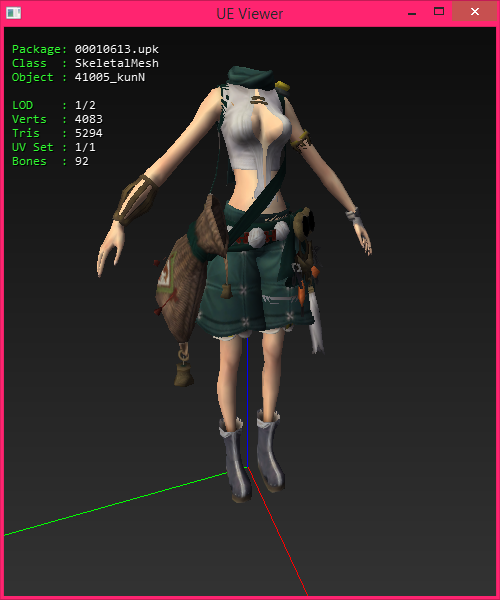 UE Viewer
Package: 00010613.upk
Class  : SkeletalMesh
Object : 41005_kunN
LOD    : 1/2
Verts  : 4083
Tris   : 5294
UV Set : 1/1
Bones  : 92